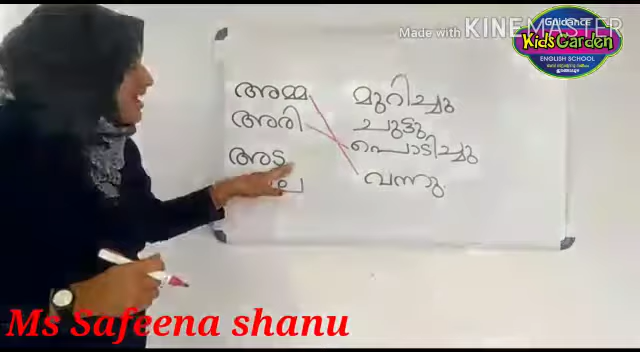 Made with KINEMASTER
Guidance
Kids Garden
ENGLISH SCHOOL
അമ്മ മുറിച്ചു
അരി ചുട്ടു
അട പൊടിച്ചു
ല വന്നു.
Ms Safeena shanu